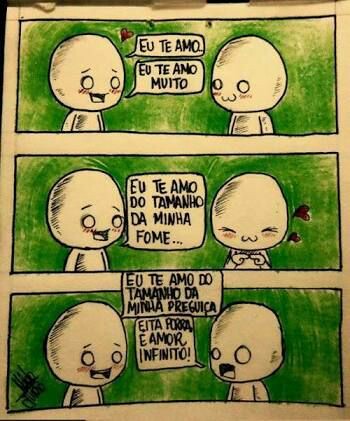 EU TE AMO..
EU TE AMO
MUITO
EU TE AMO
DO TAMANHO
DA MINHA
FOME...
EU TE AMO DO
TAMANHO DA
MINHA PREGUIÇA
EITA PORRA,
É AMOR
INFINITO!